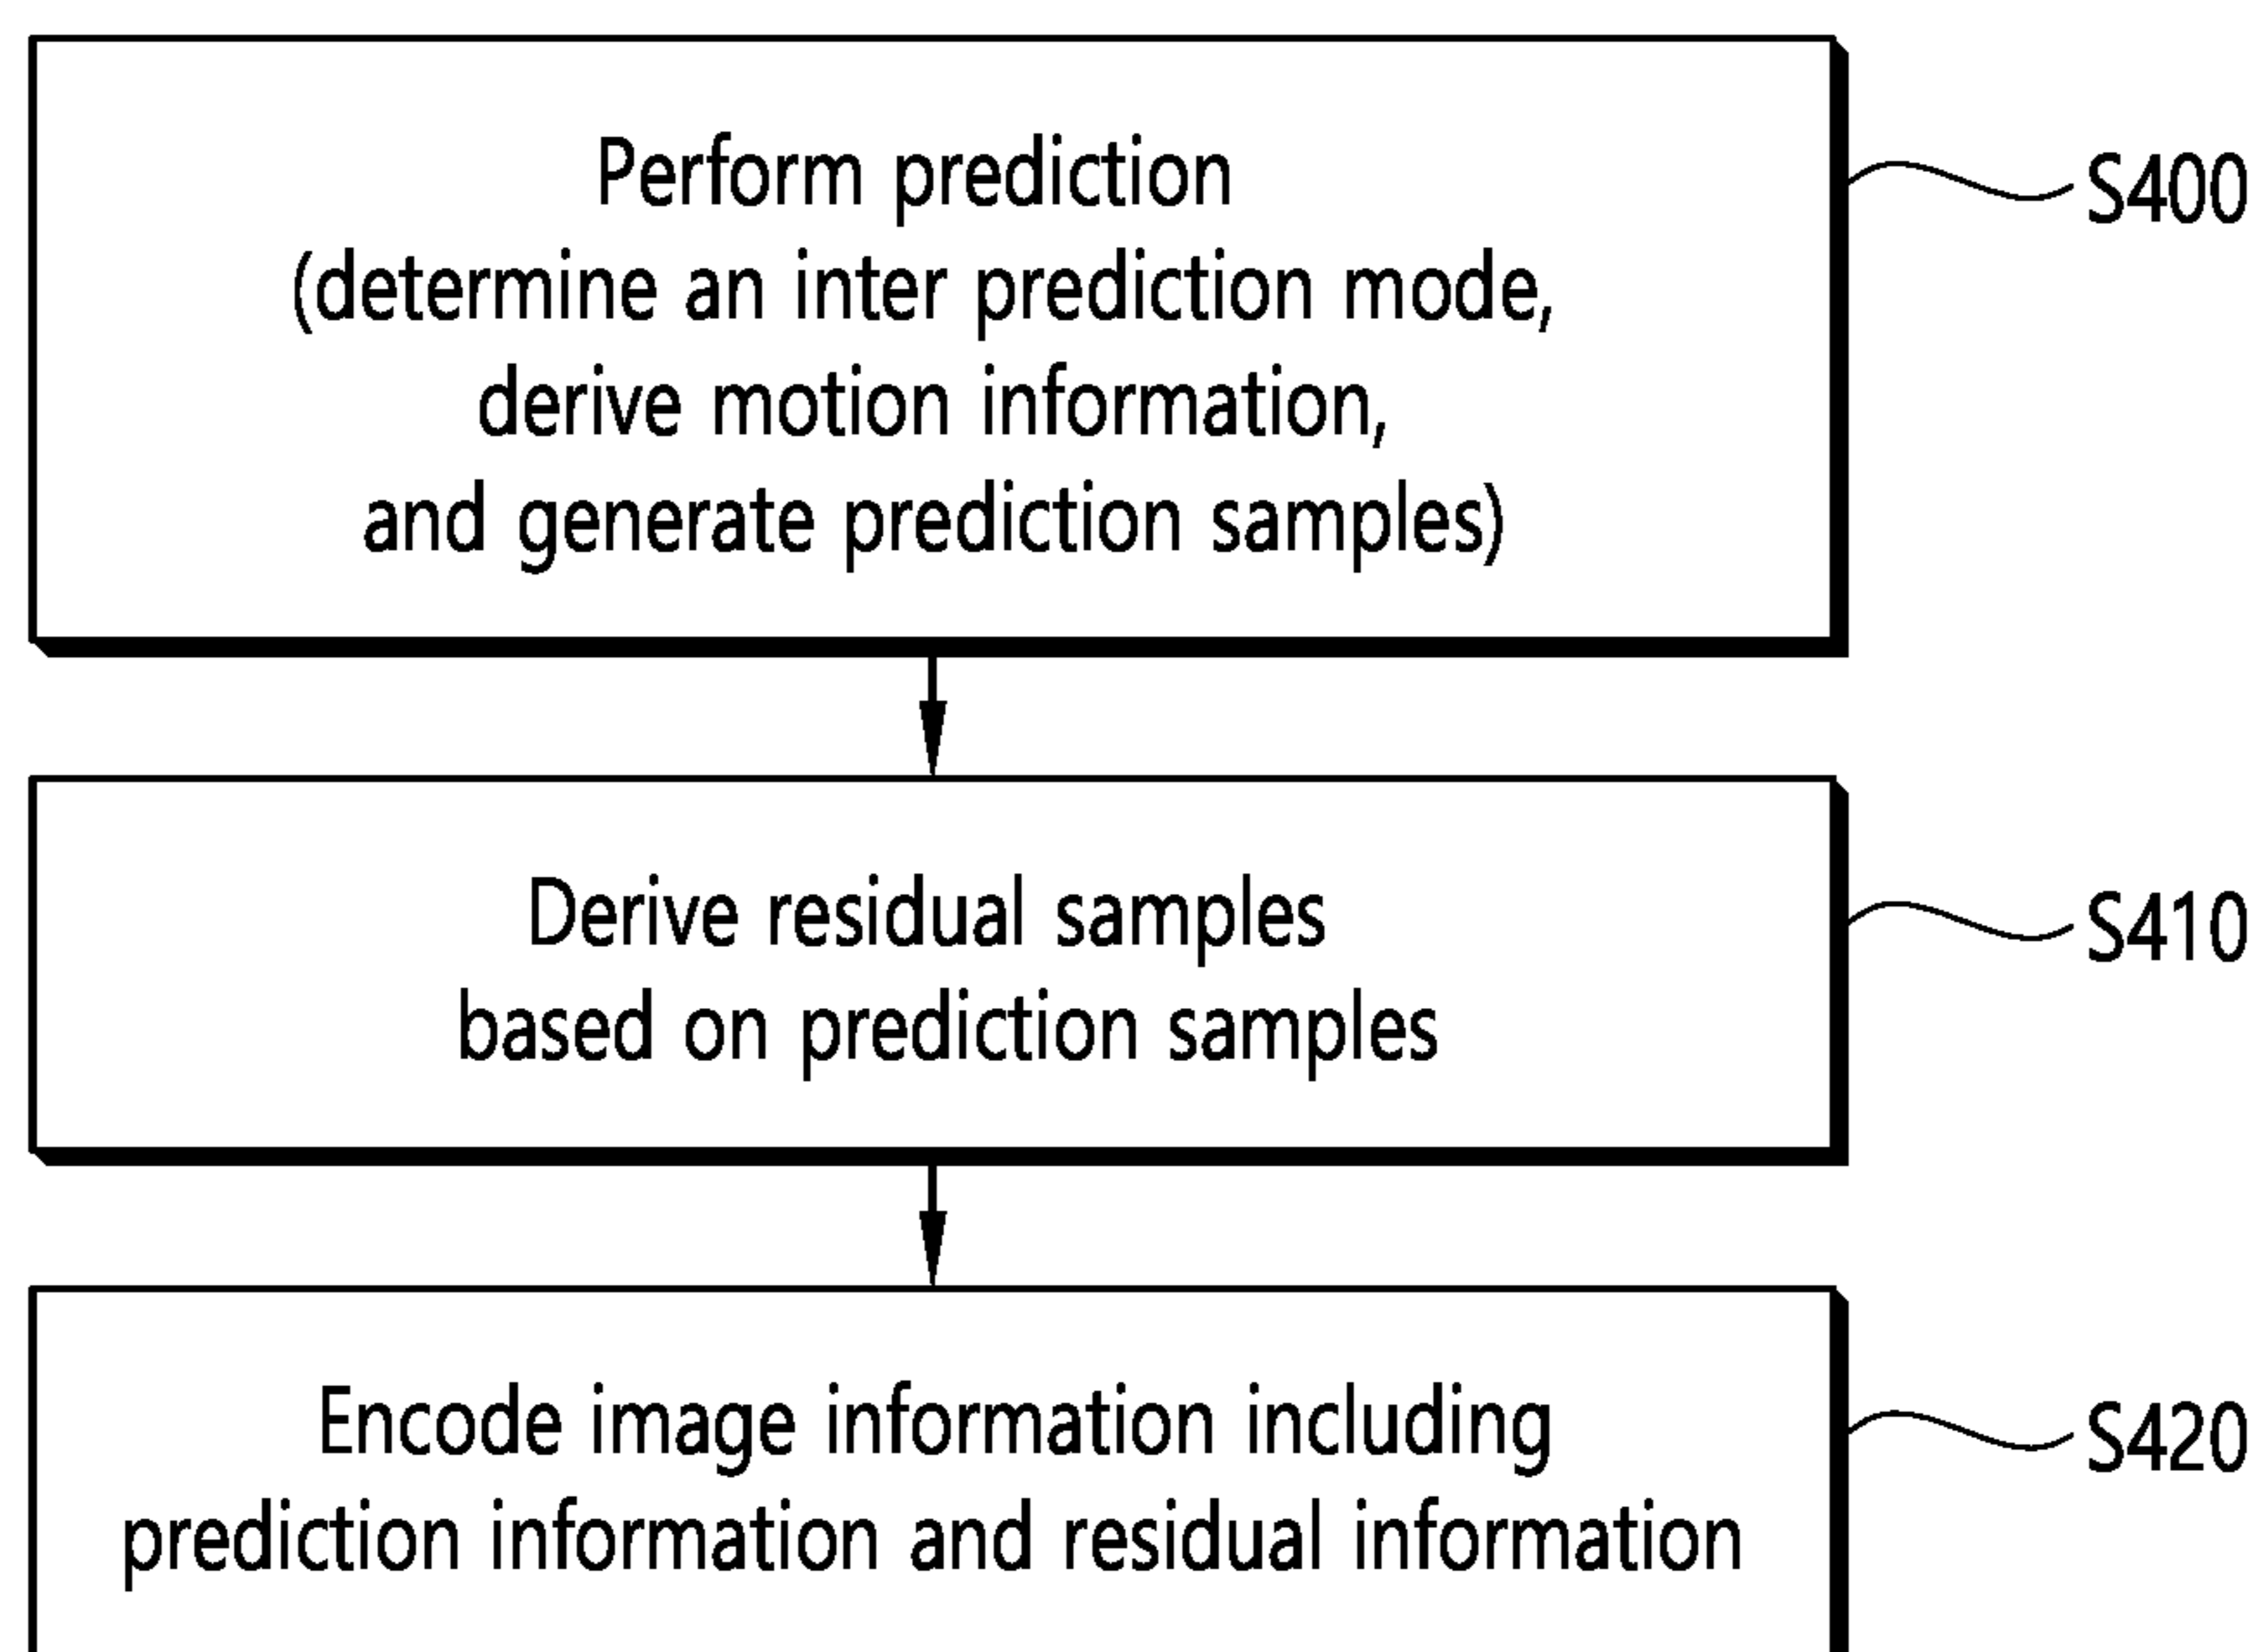 Perform prediction
(determine an inter prediction mode,
derive motion information,
and generate prediction samples)
S400
Derive residual samples
based on prediction samples
S410
Encode image information including
prediction information and residual information
S420